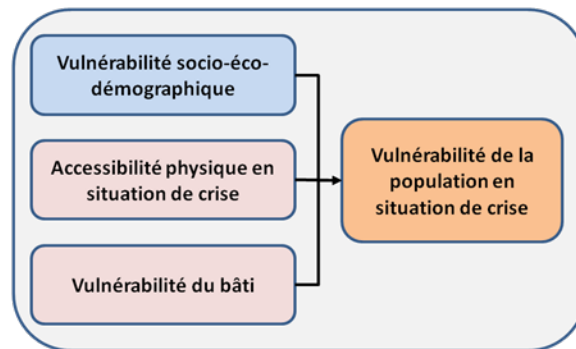 Vulnérabilité socio-éco-
démographique
Accessibilité physique en
situation de crise
Vulnérabilité du bâti
Vulnérabilité de la
population en
situation de crise